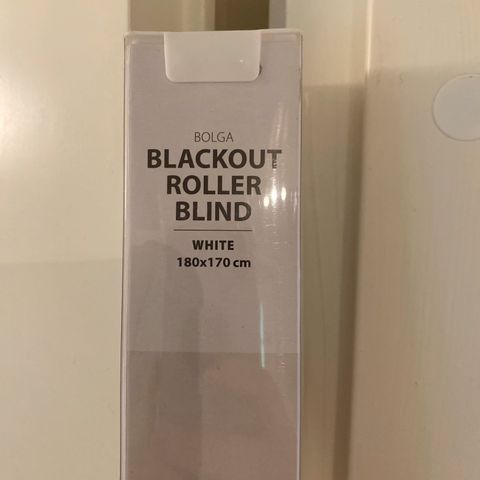 BOLGA
BLACKOUT
ROLLER
BLIND
WHITE
180x170 cm